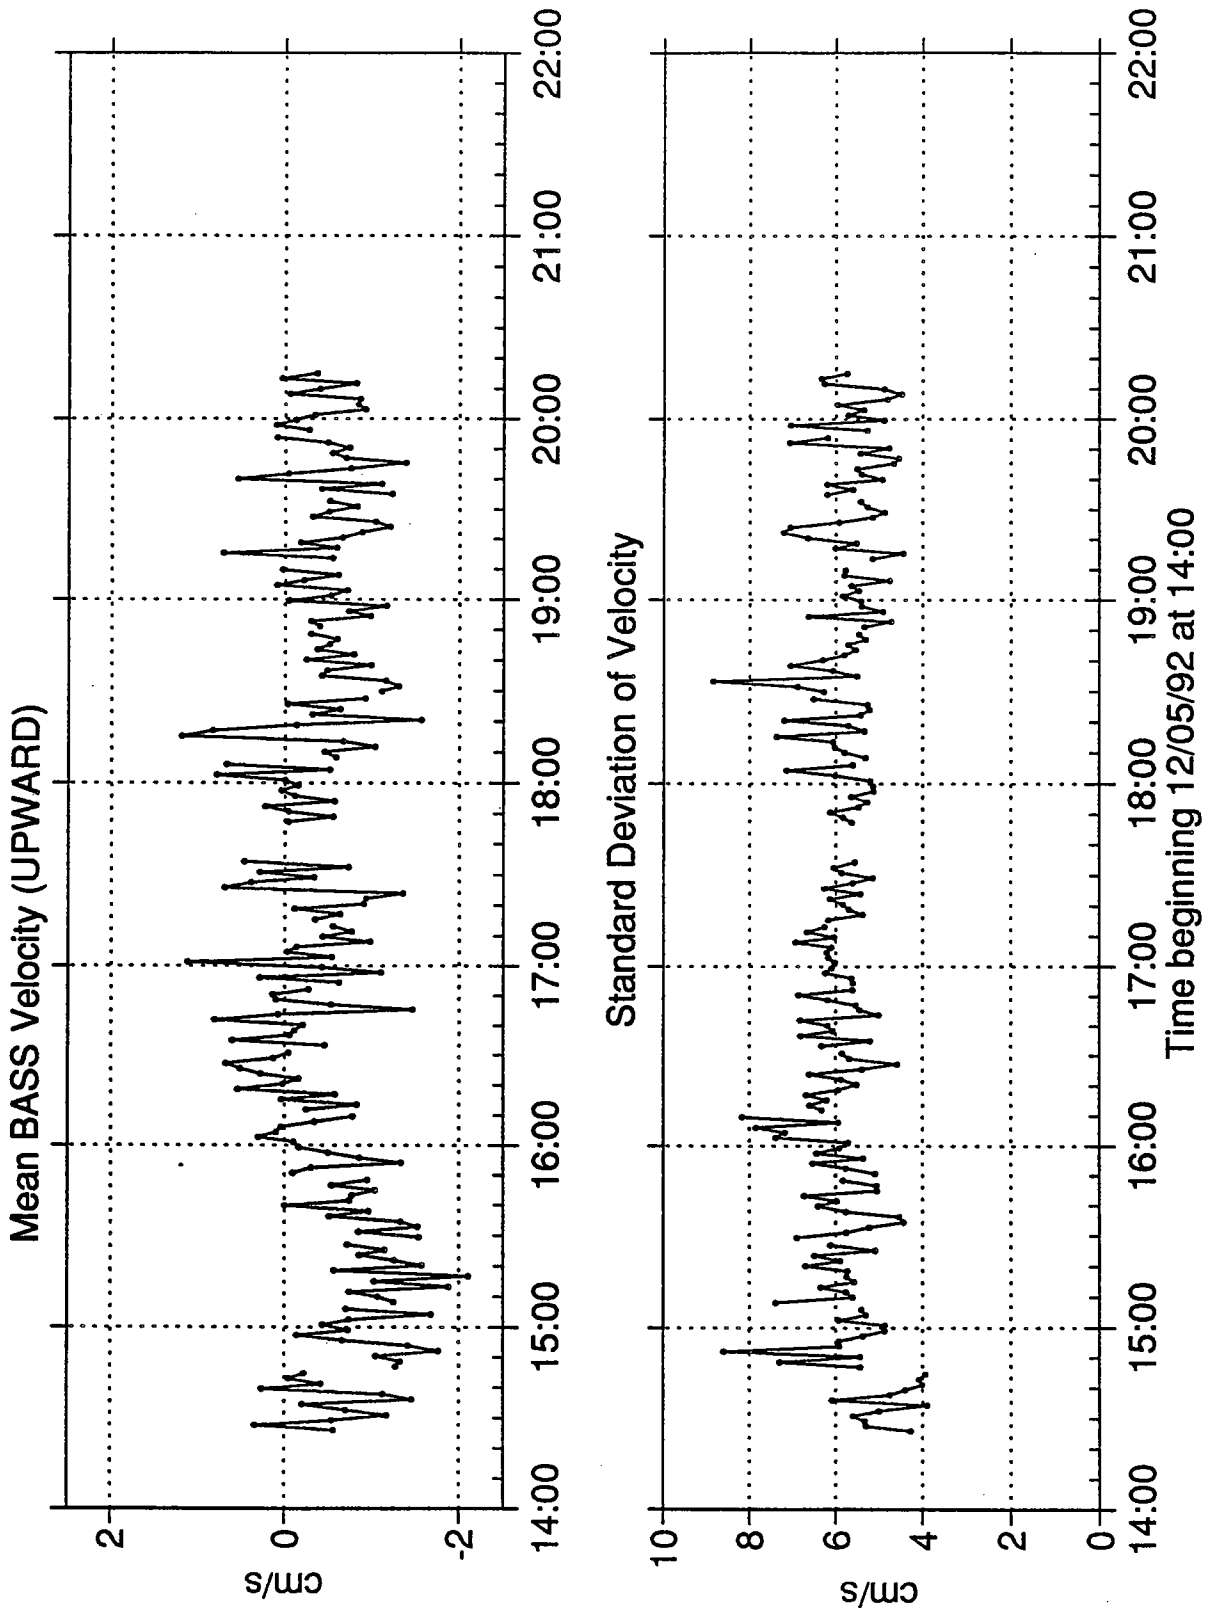 Mean BASS Velocity (UPWARD)
cm/s
2
0
-2
14:00 15:00 16:00 17:00 18:00 19:00 20:00 21:00 22:00
Standard Deviation of Velocity
cm/s
10
8
6
4
2
0
14:00 15:00 16:00 17:00 18:00 19:00 20:00 21:00 22:00
Time beginning 12/05/92 at 14:00